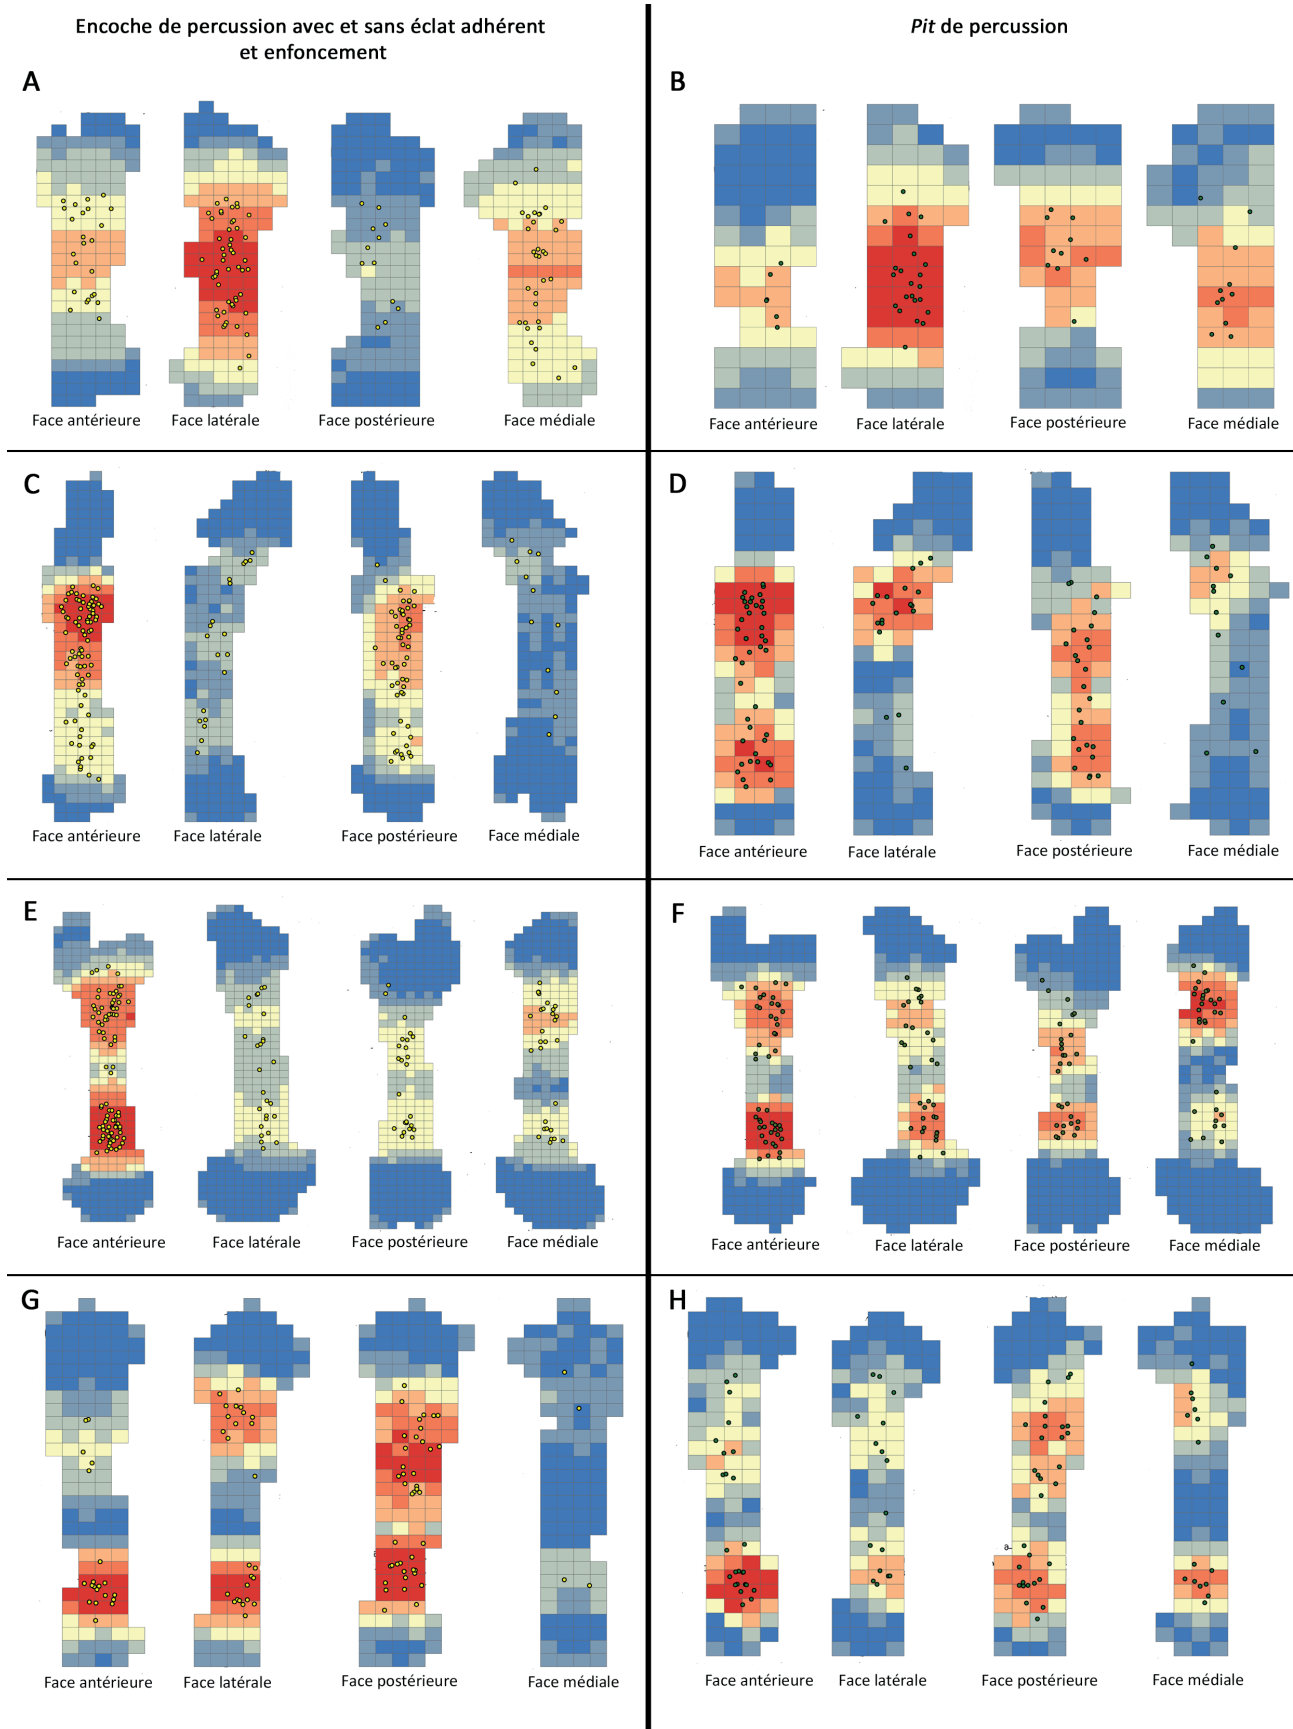 Encoche de percussion avec et sans éclat adhérent
et enfoncement
Pit de percussion
A
B
Face antérieure
Face latérale
Face postérieure
Face médiale
Face antérieure
Face latérale
Face postérieure
Face médiale
C
D
Face antérieure
Face latérale
Face postérieure
Face médiale
Face antérieure
Face latérale
Face postérieure
Face médiale
E
F
Face antérieure
Face latérale
Face postérieure
Face médiale
Face antérieure
Face latérale
Face postérieure
Face médiale
G
H
Face antérieure
Face latérale
Face postérieure
Face médiale
Face antérieure
Face latérale
Face postérieure
Face médiale